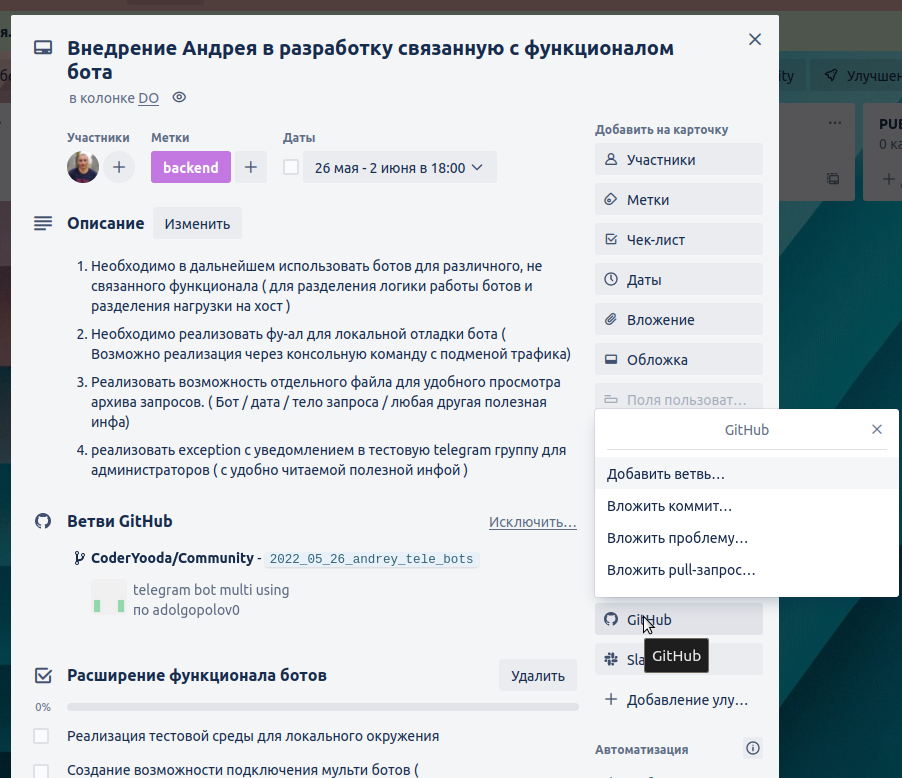 Внедрение Андрея в разработку связанную с функционалом
бота
в колонке DO
Участники
Метки
Даты
backend
26 мая - 2 июня в 18:00
Описание
Изменить
1. Необходимо в дальнейшем использовать ботов для различного, не
связанного функционала ( для разделения логики работы ботов и
разделения нагрузки на хост )
2. Необходимо реализовать фу-ал для локальной отладки бота (
Возможно реализация через консольную команду с подменой трафика)
3. Реализовать возможность отдельного файла для удобного просмотра
архива запросов. ( Бот / дата / тело запроса / любая другая полезная
инфа)
4. реализовать exception с уведомлением в тестовую telegram группу для
администраторов ( с удобно читаемой полезной инфой )
Ветви GitHub
Исключить...
CoderYooda/Community - 2022_05_26_andrey_tele_bots
telegram bot multi using
по adolgopolov0
Расширение функционала ботов
Удалить
0%
Реализация тестовой среды для локального окружения
Создание возможности подключения мульти ботов (
Добавить на карточку
Участники
Метки
Чек-лист
Даты
Вложение
Обложка
Поля пользоват...
GitHub
Добавить ветвь...
Вложить коммит...
Вложить проблему...
Вложить pull-запрос...
GitHub
Sla
GitHub
Добавление улу...
Автоматизация
ity
Улучшен
PUB
0 ка